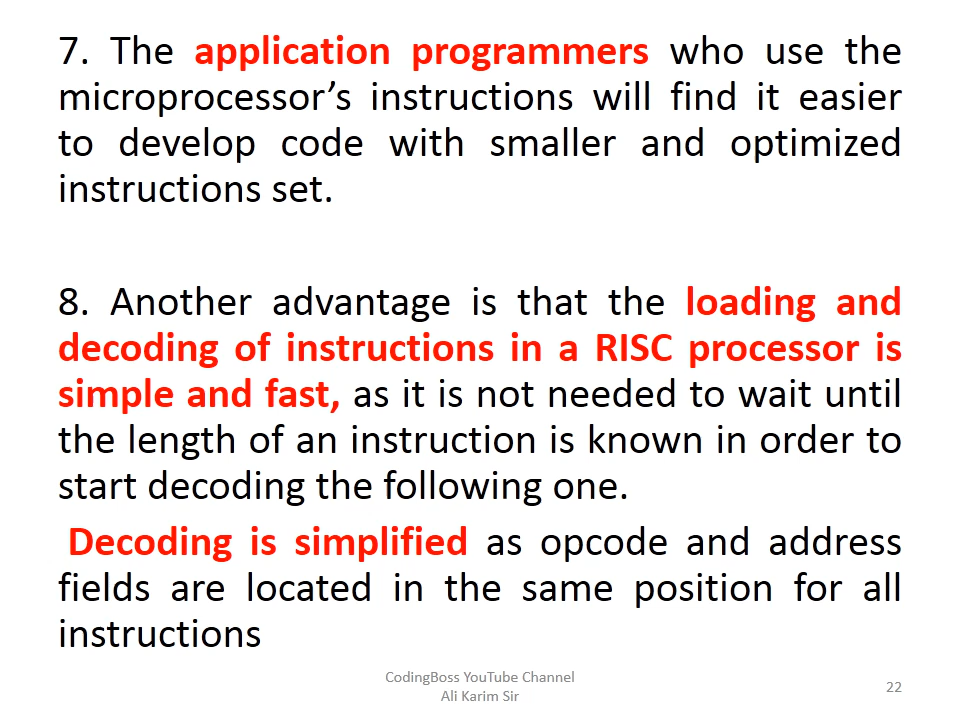 7. The application programmers who use the
microprocessor’s instructions will find it easier
to develop code with smaller and optimized
instructions set.
8. Another advantage is that the loading and
decoding of instructions in a RISC processor is
simple and fast, as it is not needed to wait until
the length of an instruction is known in order to
start decoding the following one.
Decoding is simplified as opcode and address
fields are located in the same position for all
instructions
CodingBoss YouTube Channel
Ali Karim Sir
22